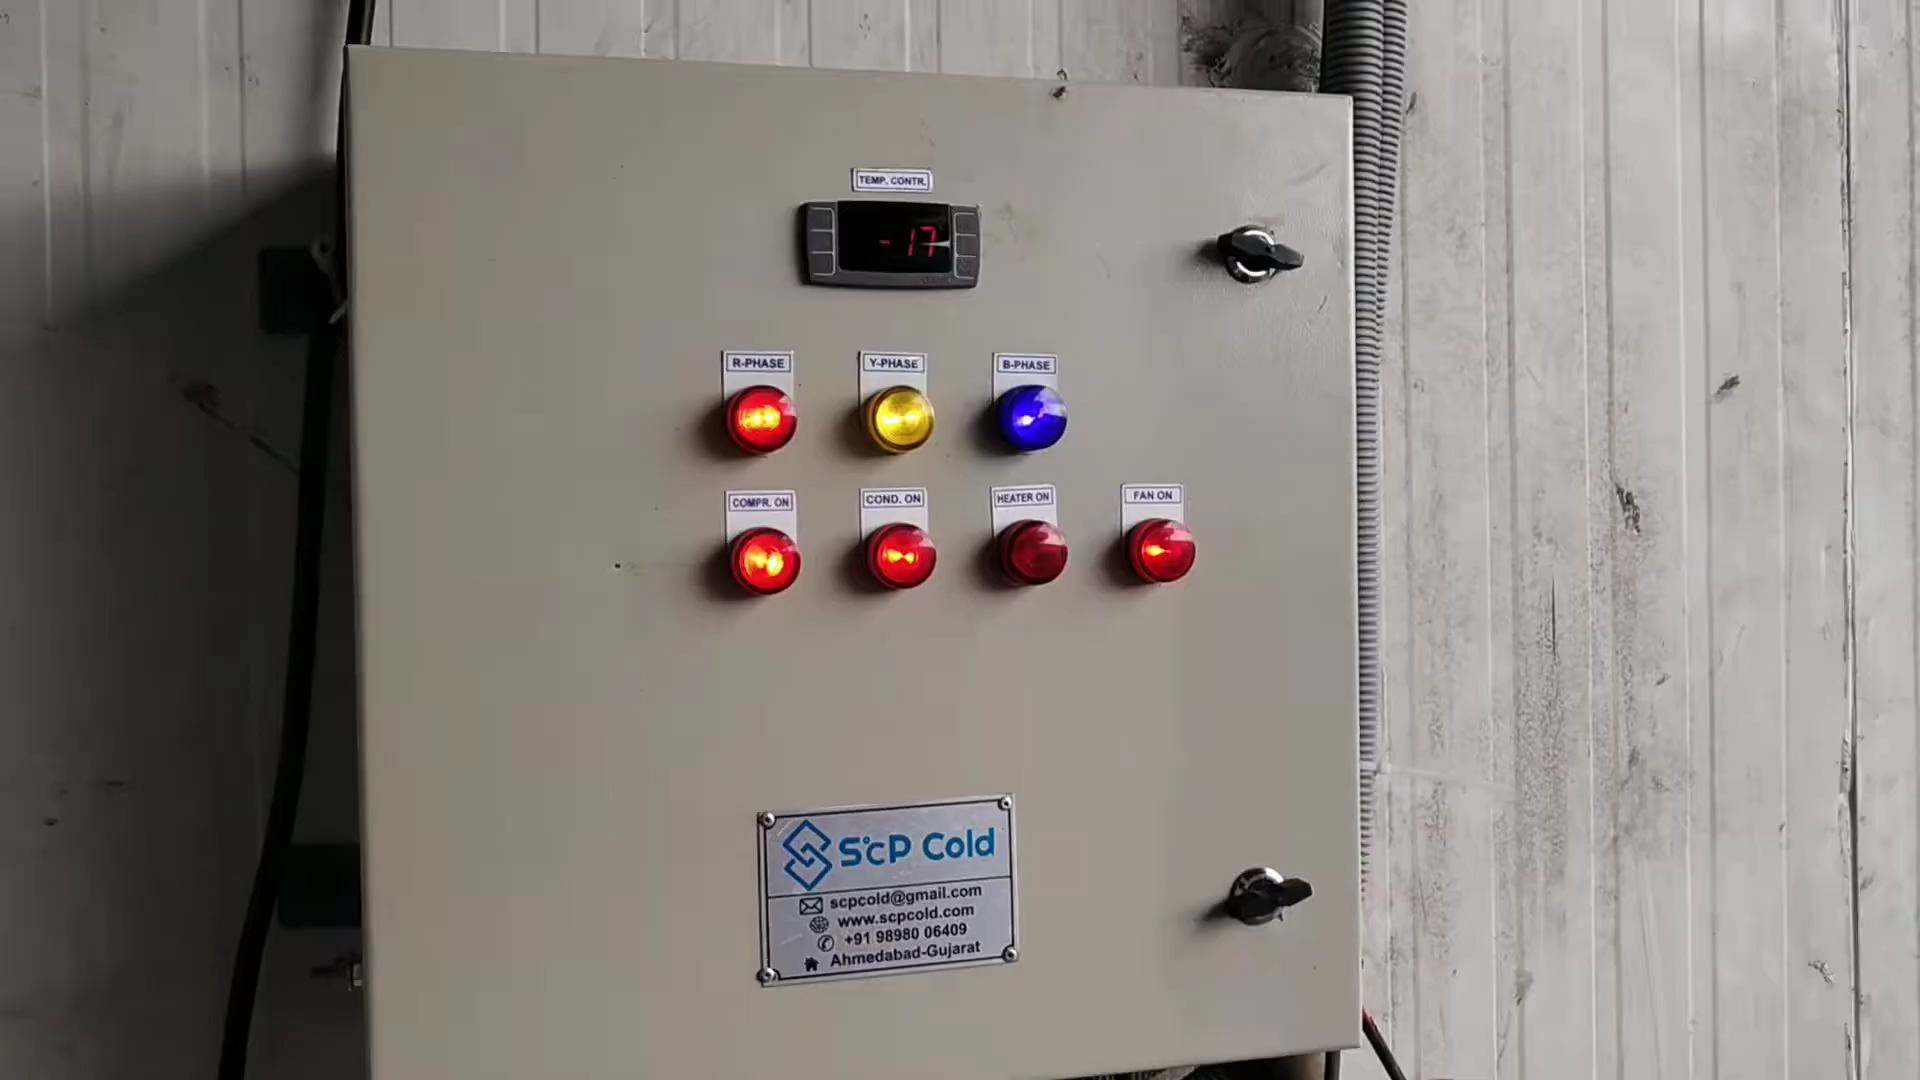 TEMP. CONTR.
-17
R-PHASE
Y-PHASE
B-PHASE
COMPR. ON
COND. ON
HEATER ON
FAN ON
S°CP Cold
scpcold@gmail.com
www.scpcold.com
+91 98980 06409
Ahmedabad-Gujarat